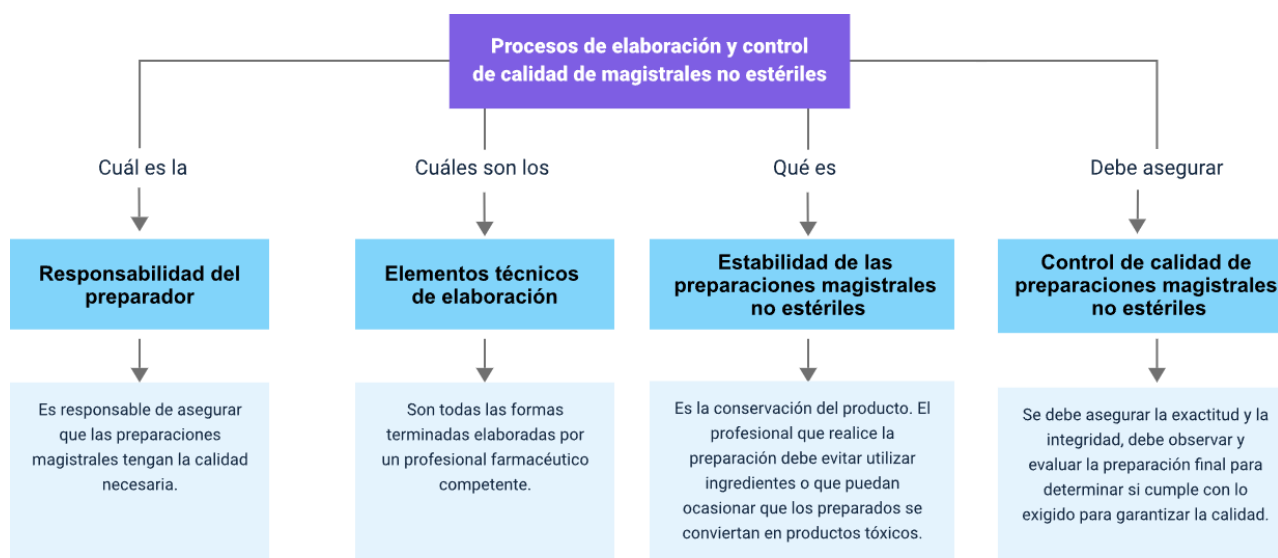 Procesos de elaboración y control
de calidad de magistrales no estériles
Cuál es la
Cuáles son los
Qué es
Debe asegurar
Responsabilidad del
preparador
Elementos técnicos
de elaboración
Estabilidad de las
preparaciones magistrales
no estériles
Control de calidad de
preparaciones magistrales
no estériles
Es responsable de asegurar
que las preparaciones
magistrales tengan la calidad
necesaria.
Son todas las formas
terminadas elaboradas por
un profesional farmacéutico
competente.
Es la conservación del producto. El
profesional que realice la
preparación debe evitar utilizar
ingredientes o que puedan
ocasionar que los preparados se
conviertan en productos tóxicos.
Se debe asegurar la exactitud y la
integridad, debe observar y
evaluar la preparación final para
determinar si cumple con lo
exigido para garantizar la calidad.